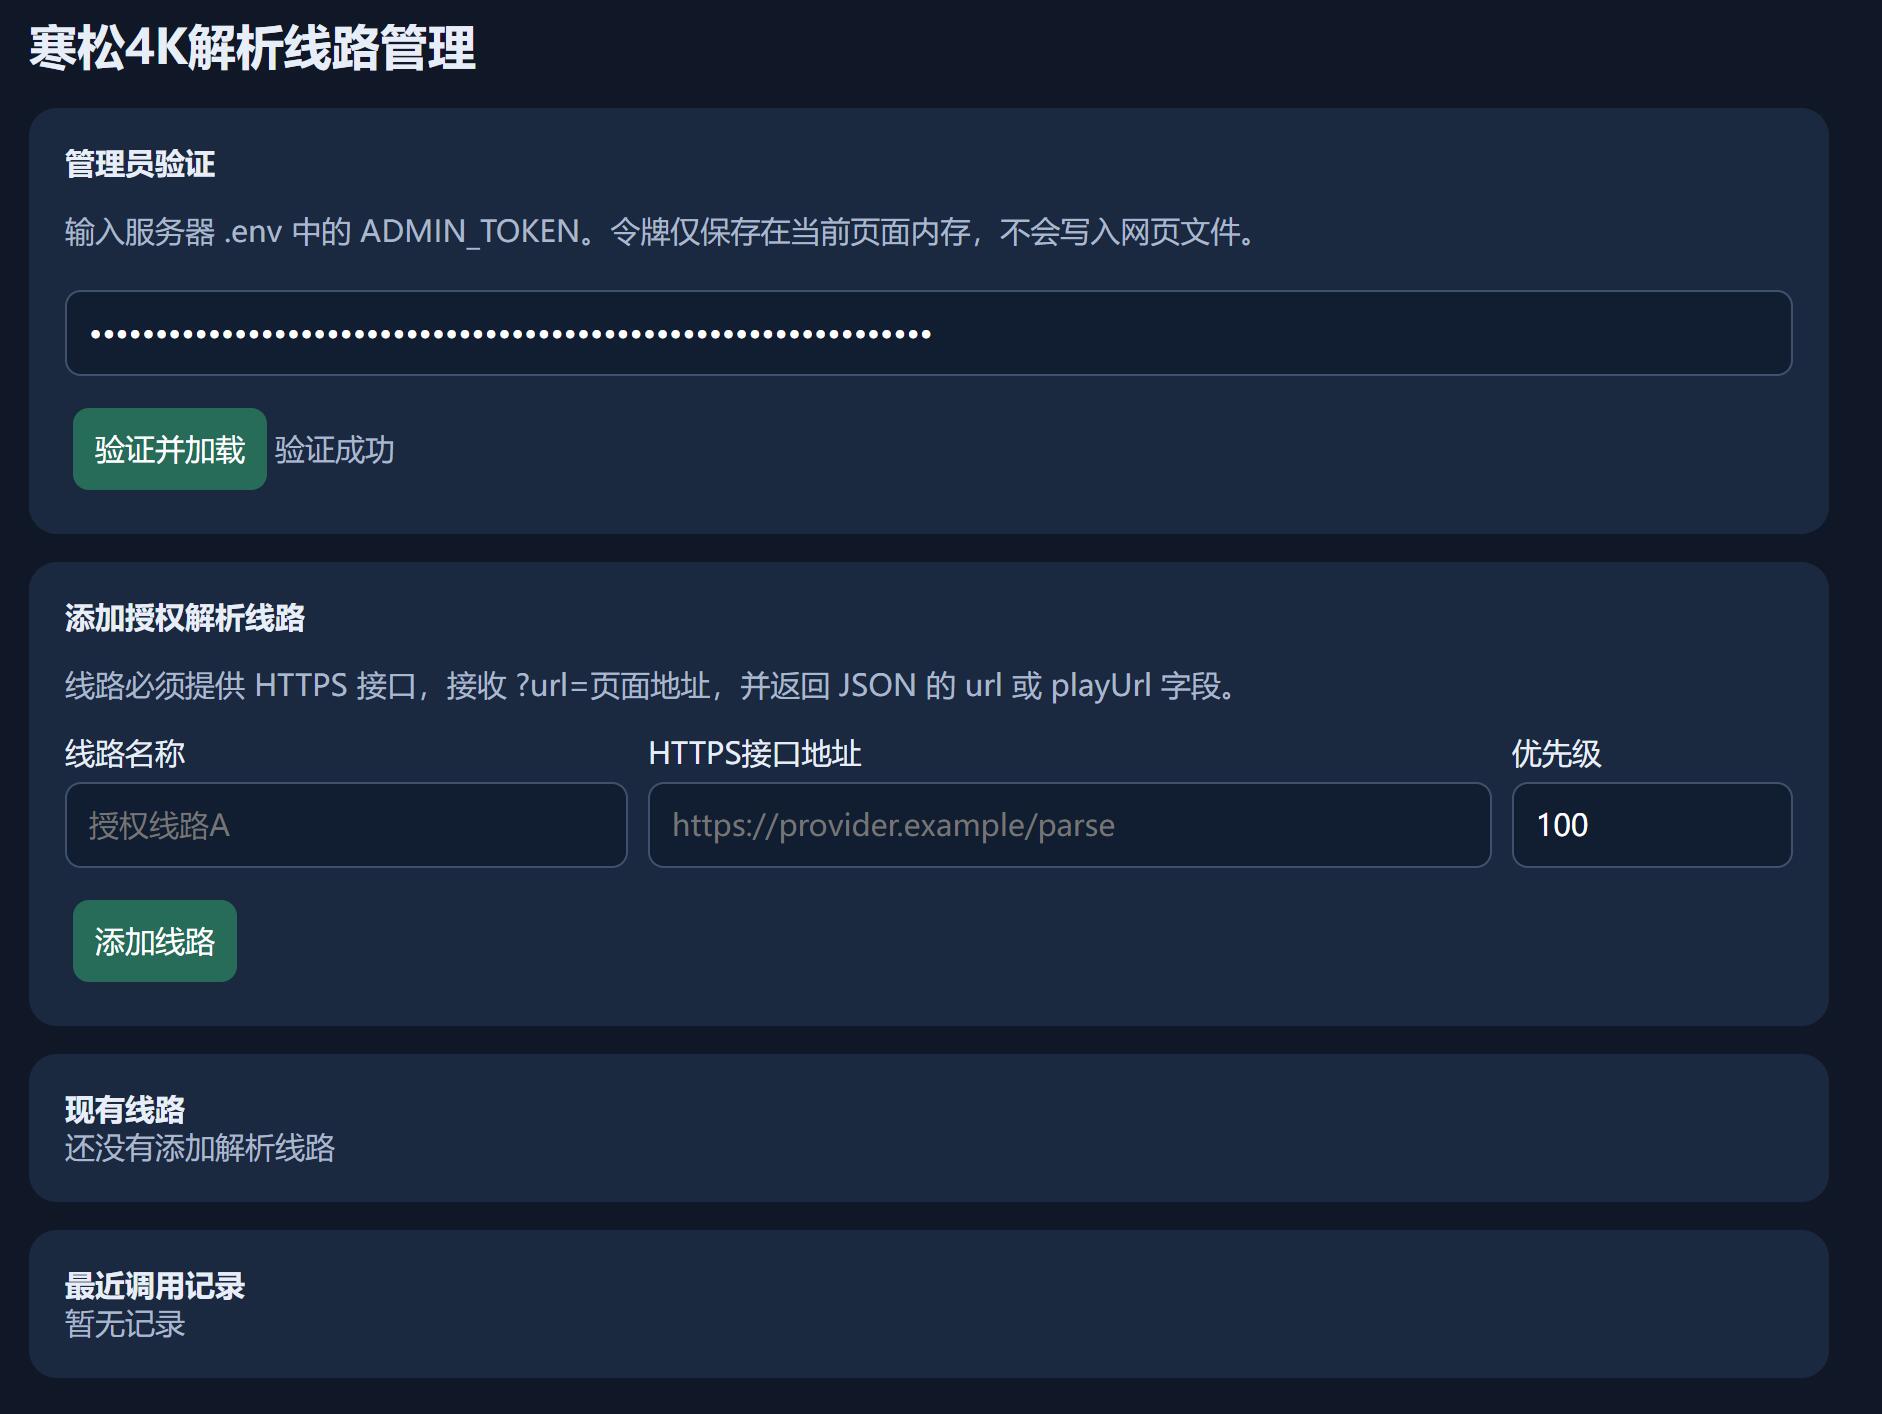 寒松4K解析线路管理
管理员验证
输入服务器 .env 中的 ADMIN_TOKEN。令牌仅保存在当前页面内存，不会写入网页文件。
验证并加载 验证成功
添加授权解析线路
线路必须提供 HTTPS 接口，接收 ?url=页面地址，并返回 JSON 的 url 或 playUrl 字段。
线路名称 HTTPS接口地址 优先级
授权线路A https://provider.example/parse 100
添加线路
现有线路
还没有添加解析线路
最近调用记录
暂无记录